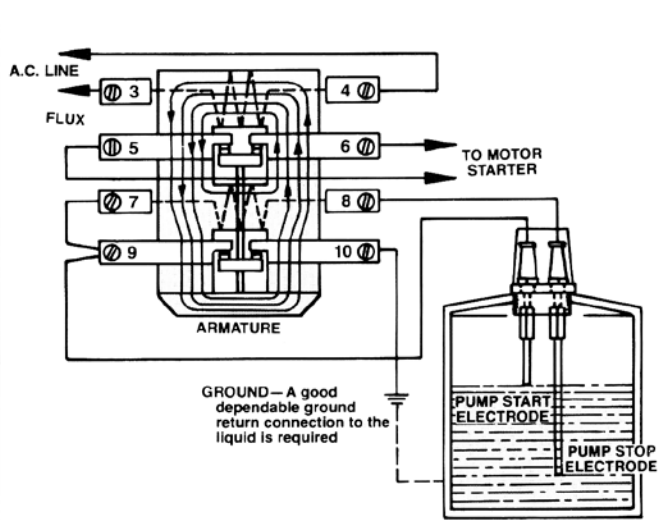 A.C. LINE
3
4
FLUX
5
6
TO MOTOR
STARTER
7
8
9
10
ARMATURE
GROUND—A good
dependable ground
return connection to the
liquid is required
PUMP START
ELECTRODE
PUMP STOP
ELECTRODE